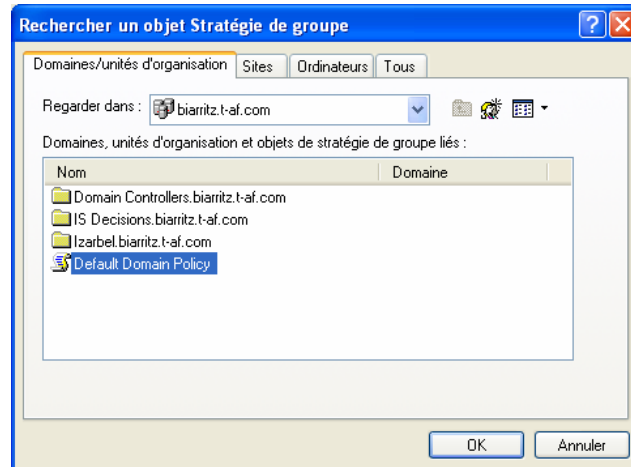 Rechercher un objet Stratégie de groupe
Domaines/unités d'organisation Sites Ordinateurs Tous
Regarder dans : biarritz.t-af.com
Domaines, unités d'organisation et objets de stratégie de groupe liés :
Nom Domaine
Domain Controllers.biarritz.t-af.com
IS Decisions.biarritz.t-af.com
Izarbel.biarritz.t-af.com
Default Domain Policy
OK Annuler